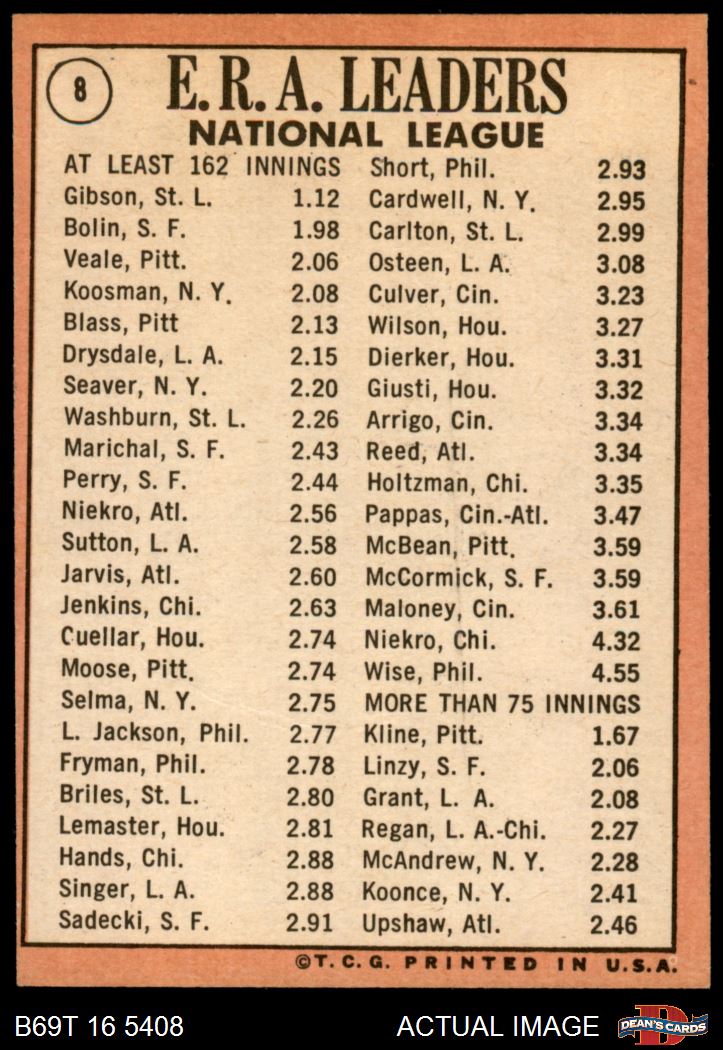 8
E. R. A. LEADERS
NATIONAL LEAGUE
AT LEAST 162 INNINGS
Gibson, St. L. 1.12
Bolin, S. F. 1.98
Veale, Pitt. 2.06
Koosman, N. Y. 2.08
Blass, Pitt 2.13
Drysdale, L. A. 2.15
Seaver, N. Y. 2.20
Washburn, St. L. 2.26
Marichal, S. F. 2.43
Perry, S. F. 2.44
Niekro, Atl. 2.56
Sutton, L. A. 2.58
Jarvis, Atl. 2.60
Jenkins, Chi. 2.63
Cuellar, Hou. 2.74
Moose, Pitt. 2.74
Selma, N. Y. 2.75
L. Jackson, Phil. 2.77
Fryman, Phil. 2.78
Briles, St. L. 2.80
Lemaster, Hou. 2.81
Hands, Chi. 2.88
Singer, L. A. 2.88
Sadecki, S. F. 2.91
Short, Phil. 2.93
Cardwell, N. Y. 2.95
Carlton, St. L. 2.99
Osteen, L. A. 3.08
Culver, Cin. 3.23
Wilson, Hou. 3.27
Dierker, Hou. 3.31
Giusti, Hou. 3.32
Arrigo, Cin. 3.34
Reed, Atl. 3.34
Holtzman, Chi. 3.35
Pappas, Cin.-Atl. 3.47
McBean, Pitt. 3.59
McCormick, S. F. 3.59
Maloney, Cin. 3.61
Niekro, Chi. 4.32
Wise, Phil. 4.55
MORE THAN 75 INNINGS
Kline, Pitt. 1.67
Linzy, S. F. 2.06
Grant, L. A. 2.08
Regan, L. A.-Chi. 2.27
McAndrew, N. Y. 2.28
Koonce, N. Y. 2.41
Upshaw, Atl. 2.46
©T. C. G. PRINTED IN U.S.A.
B69T 16 5408
ACTUAL IMAGE
D
DEAN'S CARDS